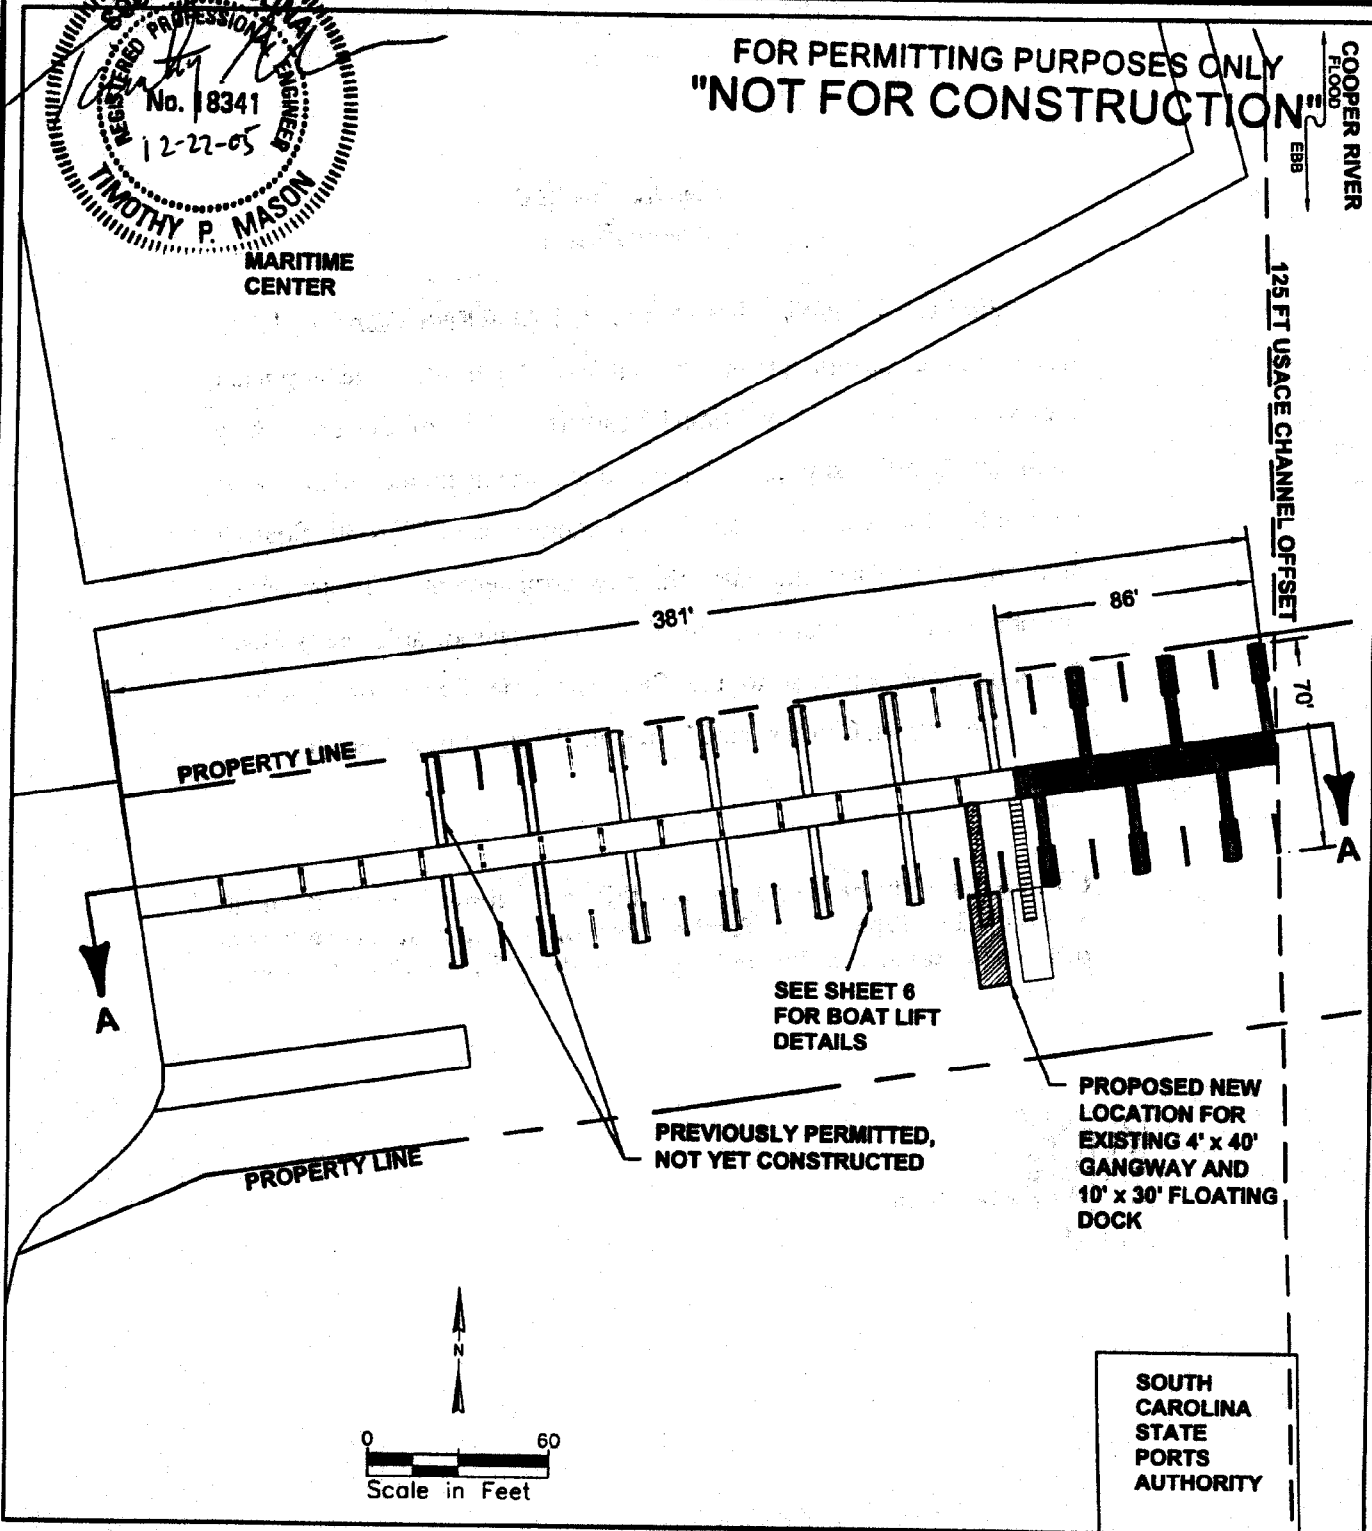 SOUTH CAROLINA
REGISTERED PROFESSIONAL ENGINEER
No. 18341
12-22-05
TIMOTHY P. MASON
FOR PERMITTING PURPOSES ONLY
"NOT FOR CONSTRUCTION"
COOPER RIVER
FLOOD
EBB
MARITIME
CENTER
125 FT USACE CHANNEL OFFSET
381'
86'
70'
PROPERTY LINE
A
A
SEE SHEET 6
FOR BOAT LIFT
DETAILS
PREVIOUSLY PERMITTED,
NOT YET CONSTRUCTED
PROPOSED NEW
LOCATION FOR
EXISTING 4' x 40'
GANGWAY AND
10' x 30' FLOATING
DOCK
PROPERTY LINE
N
0 60
Scale in Feet
SOUTH
CAROLINA
STATE
PORTS
AUTHORITY